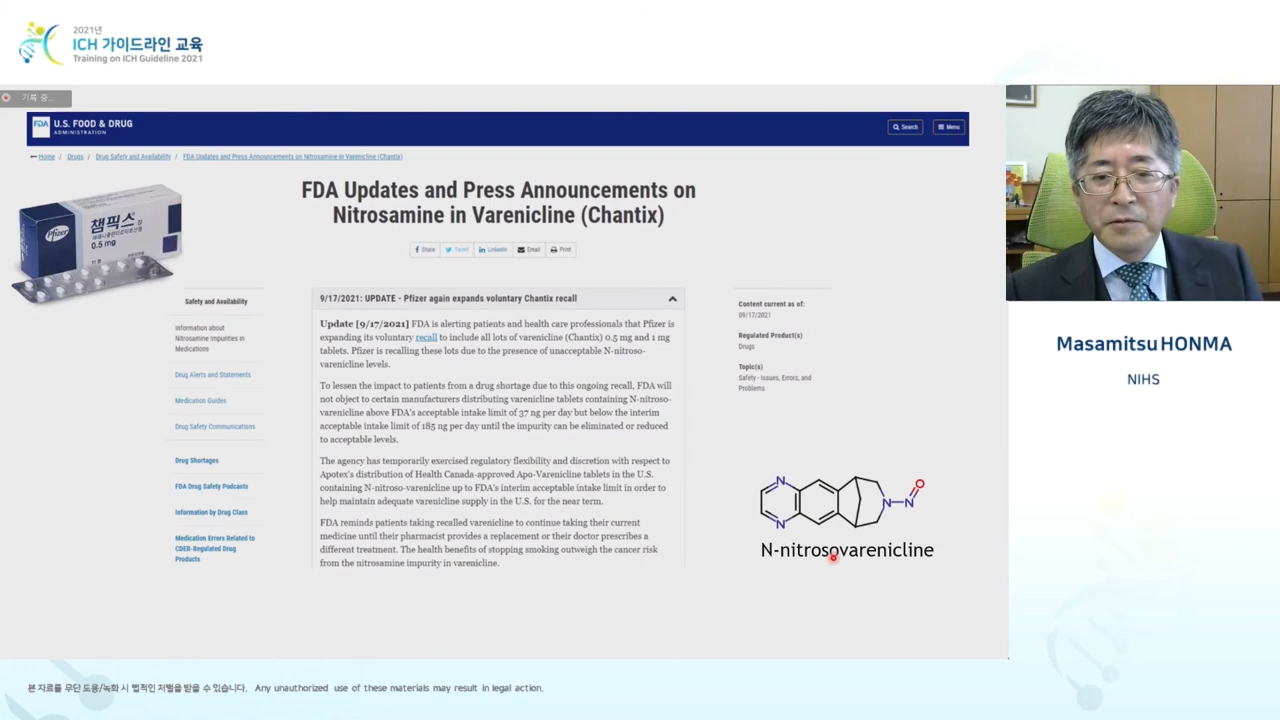 2021년
ICH 가이드라인 교육
Training on ICH Guideline 2021
기록 중...
FDA
U.S. FOOD & DRUG
ADMINISTRATION
Search
Menu
Home / Drugs / Drug Safety and Availability / FDA Updates and Press Announcements on Nitrosamine in Varenicline (Chantix)
FDA Updates and Press Announcements on
Nitrosamine in Varenicline (Chantix)
Share Tweet Linkedin Email Print
Pfizer
챔픽스정
0.5 mg
Safety and Availability
Information about
Nitrosamine Impurities in
Medications
Drug Alerts and Statements
Medication Guides
Drug Safety Communications
Drug Shortages
FDA Drug Safety Podcasts
Information by Drug Class
Medication Errors Related to
CDER-Regulated Drug
Products
9/17/2021: UPDATE - Pfizer again expands voluntary Chantix recall
Update [9/17/2021] FDA is alerting patients and health care professionals that Pfizer is
expanding its voluntary recall to include all lots of varenicline (Chantix) 0.5 mg and 1 mg
tablets. Pfizer is recalling these lots due to the presence of unacceptable N-nitroso-
varenicline levels.
To lessen the impact to patients from a drug shortage due to this ongoing recall, FDA will
not object to certain manufacturers distributing varenicline tablets containing N-nitroso-
varenicline above FDA's acceptable intake limit of 37 ng per day but below the interim
acceptable intake limit of 185 ng per day until the impurity can be eliminated or reduced
to acceptable levels.
The agency has temporarily exercised regulatory flexibility and discretion with respect to
Apotex's distribution of Health Canada-approved Apo-Varenicline tablets in the U.S.
containing N-nitroso-varenicline up to FDA's interim acceptable intake limit in order to
help maintain adequate varenicline supply in the U.S. for the near term.
FDA reminds patients taking recalled varenicline to continue taking their current
medicine until their pharmacist provides a replacement or their doctor prescribes a
different treatment. The health benefits of stopping smoking outweigh the cancer risk
from the nitrosamine impurity in varenicline.
Content current as of:
09/17/2021
Regulated Product(s)
Drugs
Topic(s)
Safety - Issues, Errors, and
Problems
N
N
N
N
O
N-nitrosovarenicline
Masamitsu HONMA
NIHS
본 자료를 무단 도용/녹화 시 법적인 처벌을 받을 수 있습니다. Any unauthorized use of these materials may result in legal action.